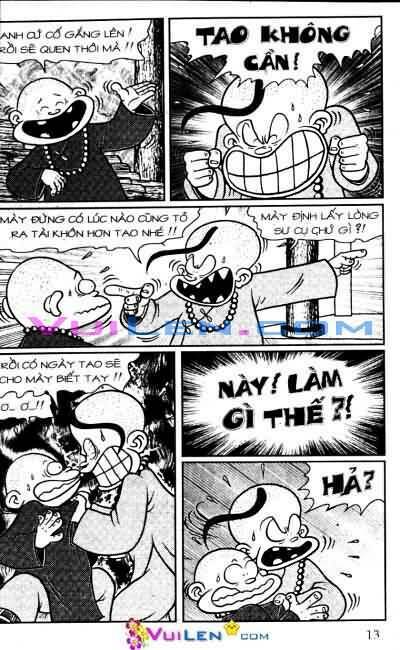 ANH CỨ CỐ GẮNG LÊN!
RỒI SẼ QUEN THÔI MÀ!!
TAO KHÔNG
CẦN!
MÀY ĐỪNG CÓ LÚC NÀO CŨNG TỎ
RA TÀI KHÔN HƠN TAO NHÉ!!
MÀY ĐỊNH LẤY LÒNG
SƯ CỤ CHỨ GÌ?!
VUILEN.COM
RỒI CÓ NGÀY TAO SẼ
CHO MÀY BIẾT TAY!!
Ơ.. Ơ..!!
NÀY! LÀM
GÌ THẾ?!
HẢ?
13
VUILEN.COM